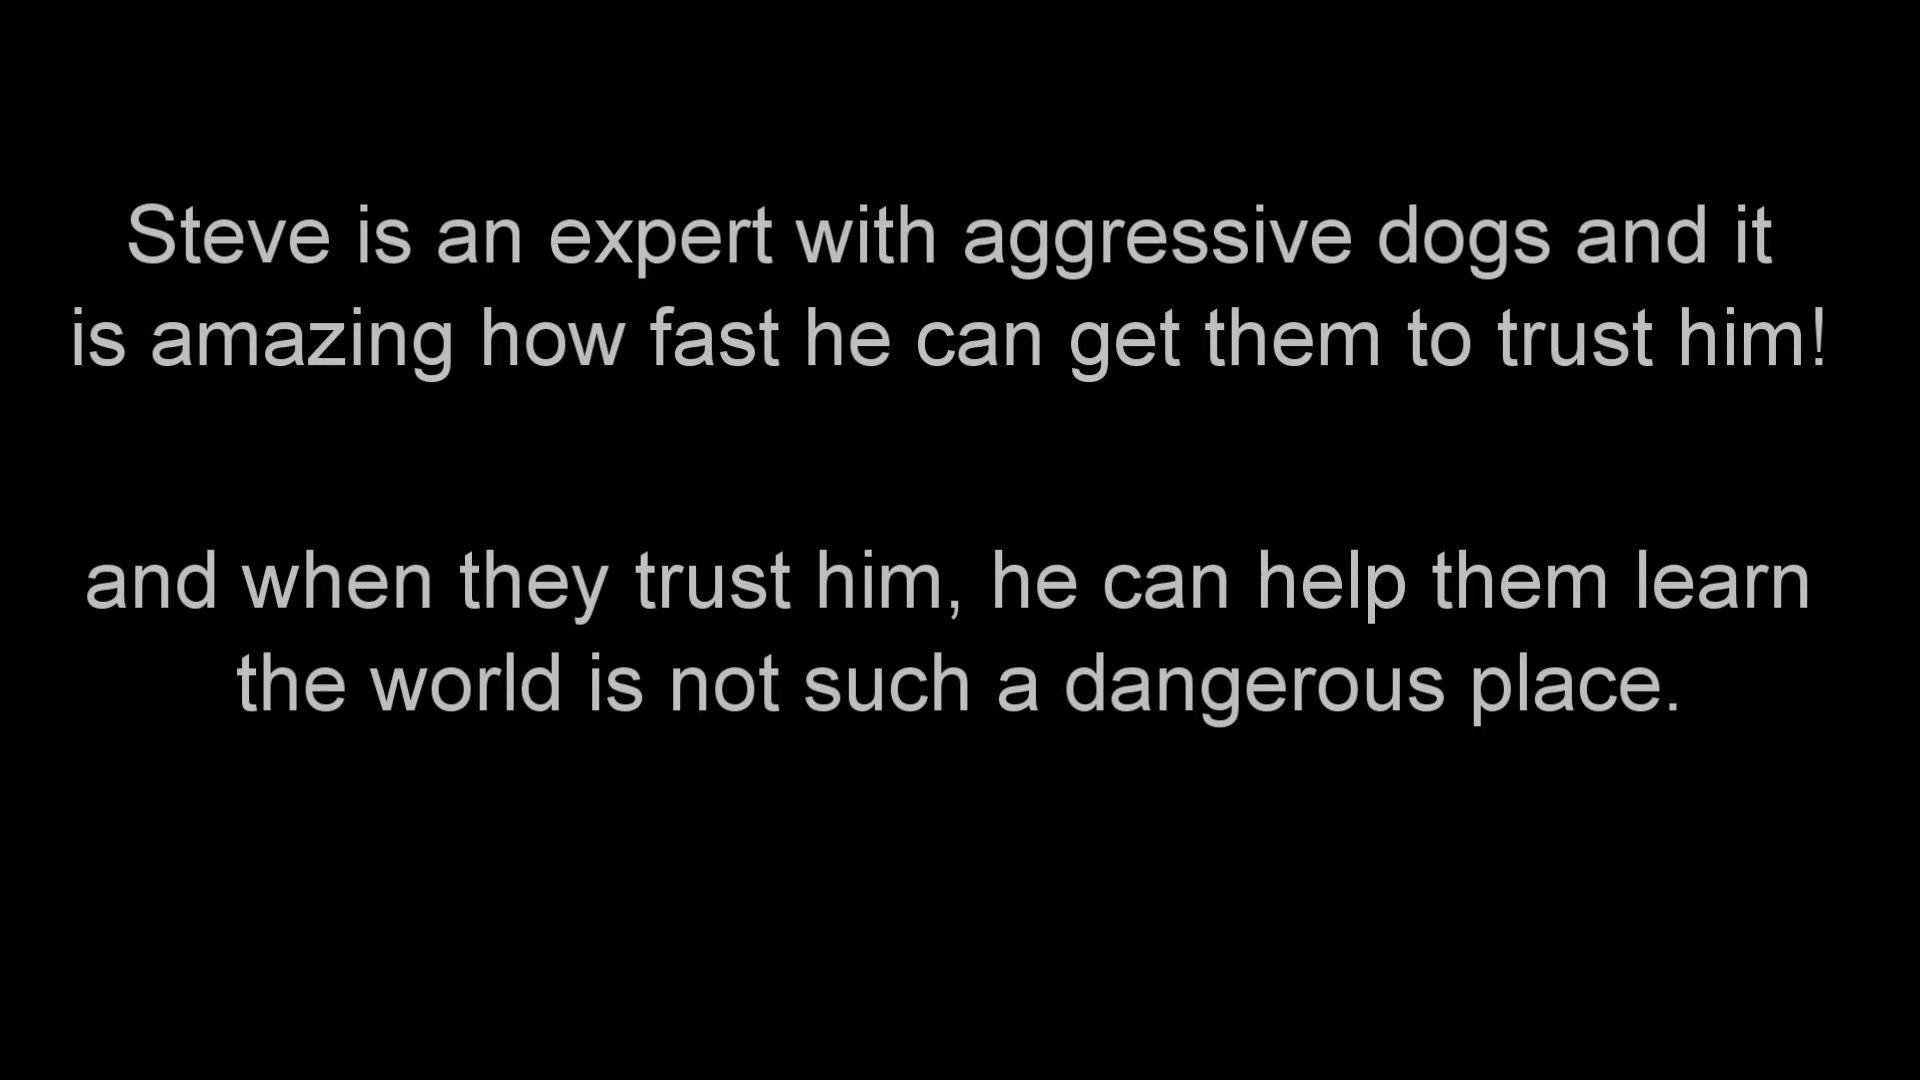 Steve is an expert with aggressive dogs and it
is amazing how fast he can get them to trust him!
and when they trust him, he can help them learn
the world is not such a dangerous place.